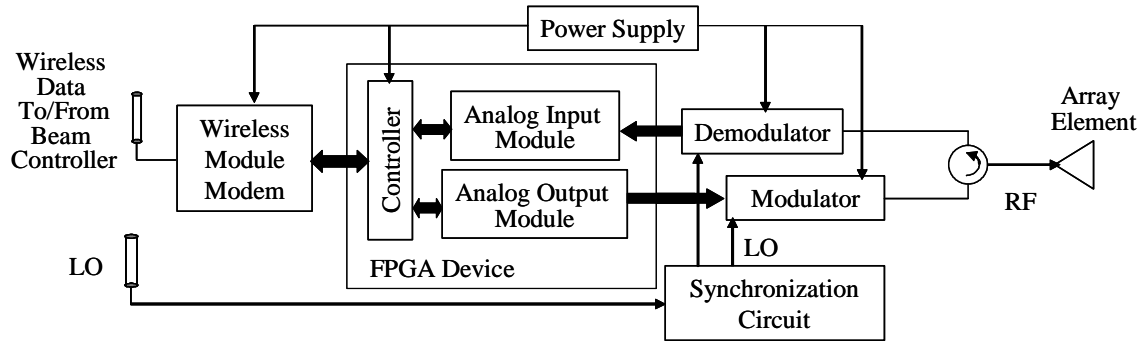 Power Supply
Wireless
Data
To/From
Beam
Controller
Wireless
Module
Modem
Controller
Analog Input
Module
Analog Output
Module
FPGA Device
Demodulator
Modulator
Array
Element
RF
LO
LO
Synchronization
Circuit